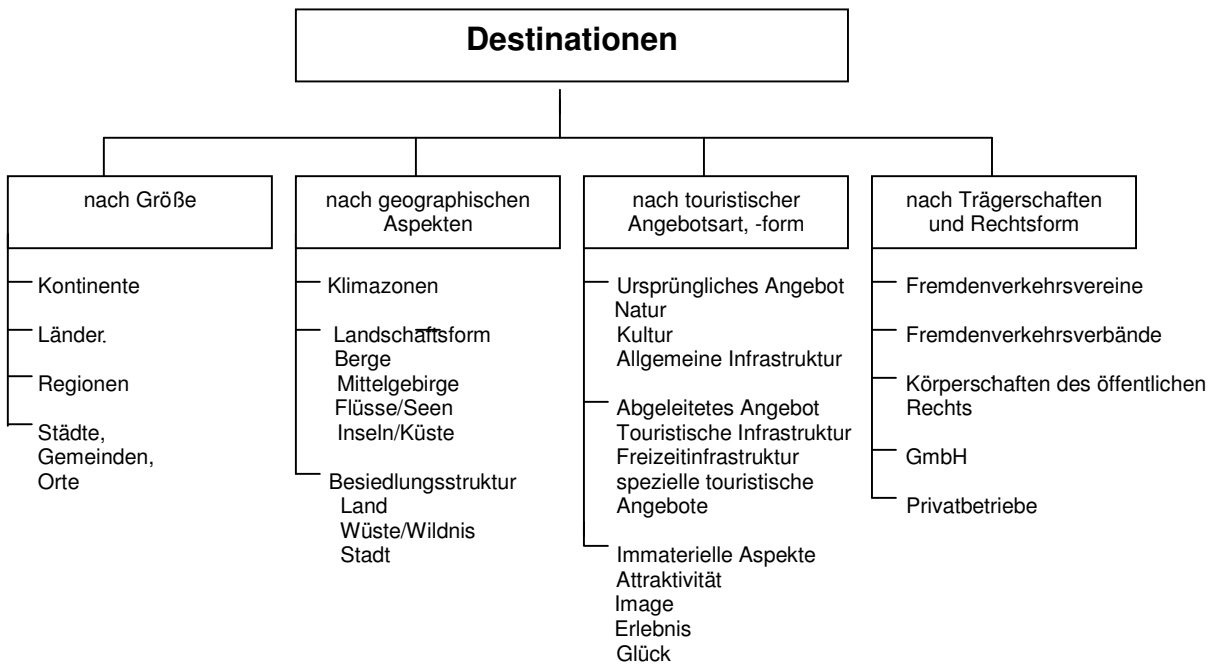 Destinationen
nach Größe
nach geographischen
Aspekten
nach touristischer
Angebotsart, -form
nach Trägerschaften
und Rechtsform
Kontinente
Länder.
Regionen
Städte,
Gemeinden,
Orte
Klimazonen
Landschaftsform
Berge
Mittelgebirge
Flüsse/Seen
Inseln/Küste
Besiedlungsstruktur
Land
Wüste/Wildnis
Stadt
Ursprüngliches Angebot
Natur
Kultur
Allgemeine Infrastruktur
Abgeleitetes Angebot
Touristische Infrastruktur
Freizeitinfrastruktur
spezielle touristische
Angebote
Immaterielle Aspekte
Attraktivität
Image
Erlebnis
Glück
Fremdenverkehrsvereine
Fremdenverkehrsverbände
Körperschaften des öffentlichen
Rechts
GmbH
Privatbetriebe